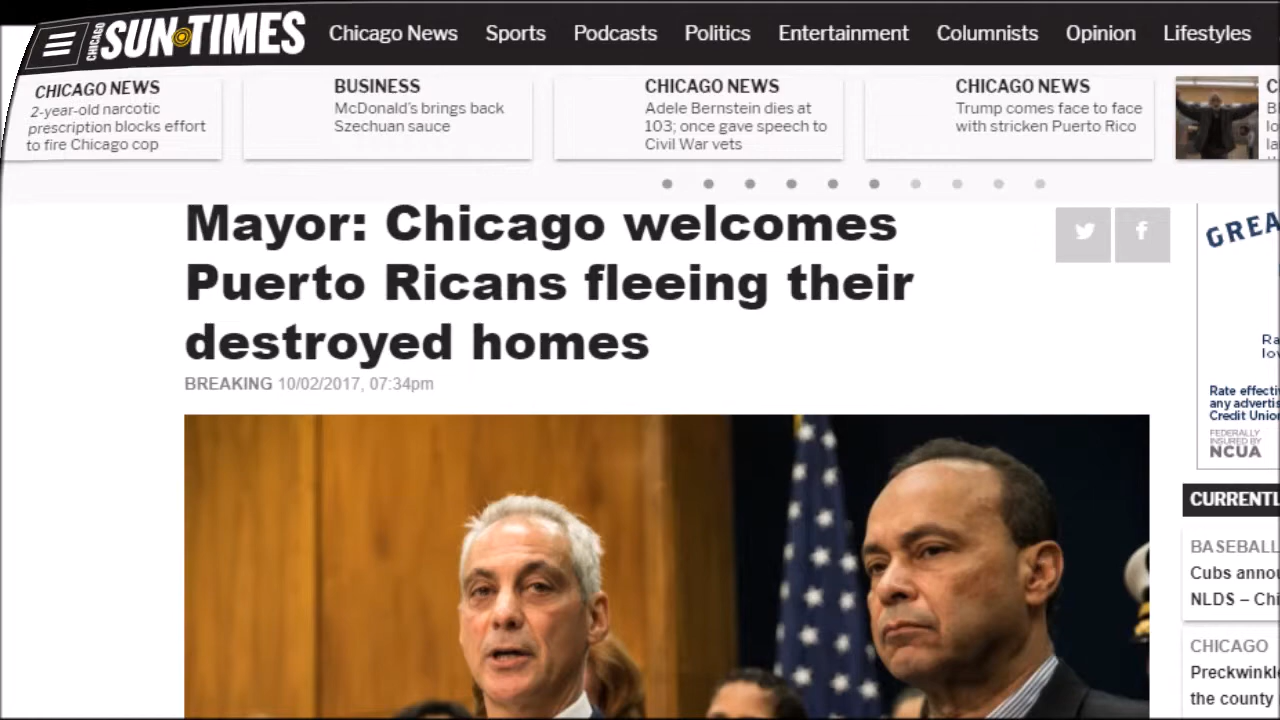 CHICAGO SUN TIMES
Chicago News Sports Podcasts Politics Entertainment Columnists Opinion Lifestyles
CHICAGO NEWS
2-year-old narcotic
prescription blocks effort
to fire Chicago cop
BUSINESS
McDonald's brings back
Szechuan sauce
CHICAGO NEWS
Adele Bernstein dies at
103; once gave speech to
Civil War vets
CHICAGO NEWS
Trump comes face to face
with stricken Puerto Rico
Mayor: Chicago welcomes
Puerto Ricans fleeing their
destroyed homes
BREAKING 10/02/2017, 07:34pm
GREA
Rate effecti
any advertis
Credit Union
FEDERALLY
INSURED BY
NCUA
CURRENTL
BASEBALL
Cubs annou
NLDS – Chi
CHICAGO
Preckwinkle
the county